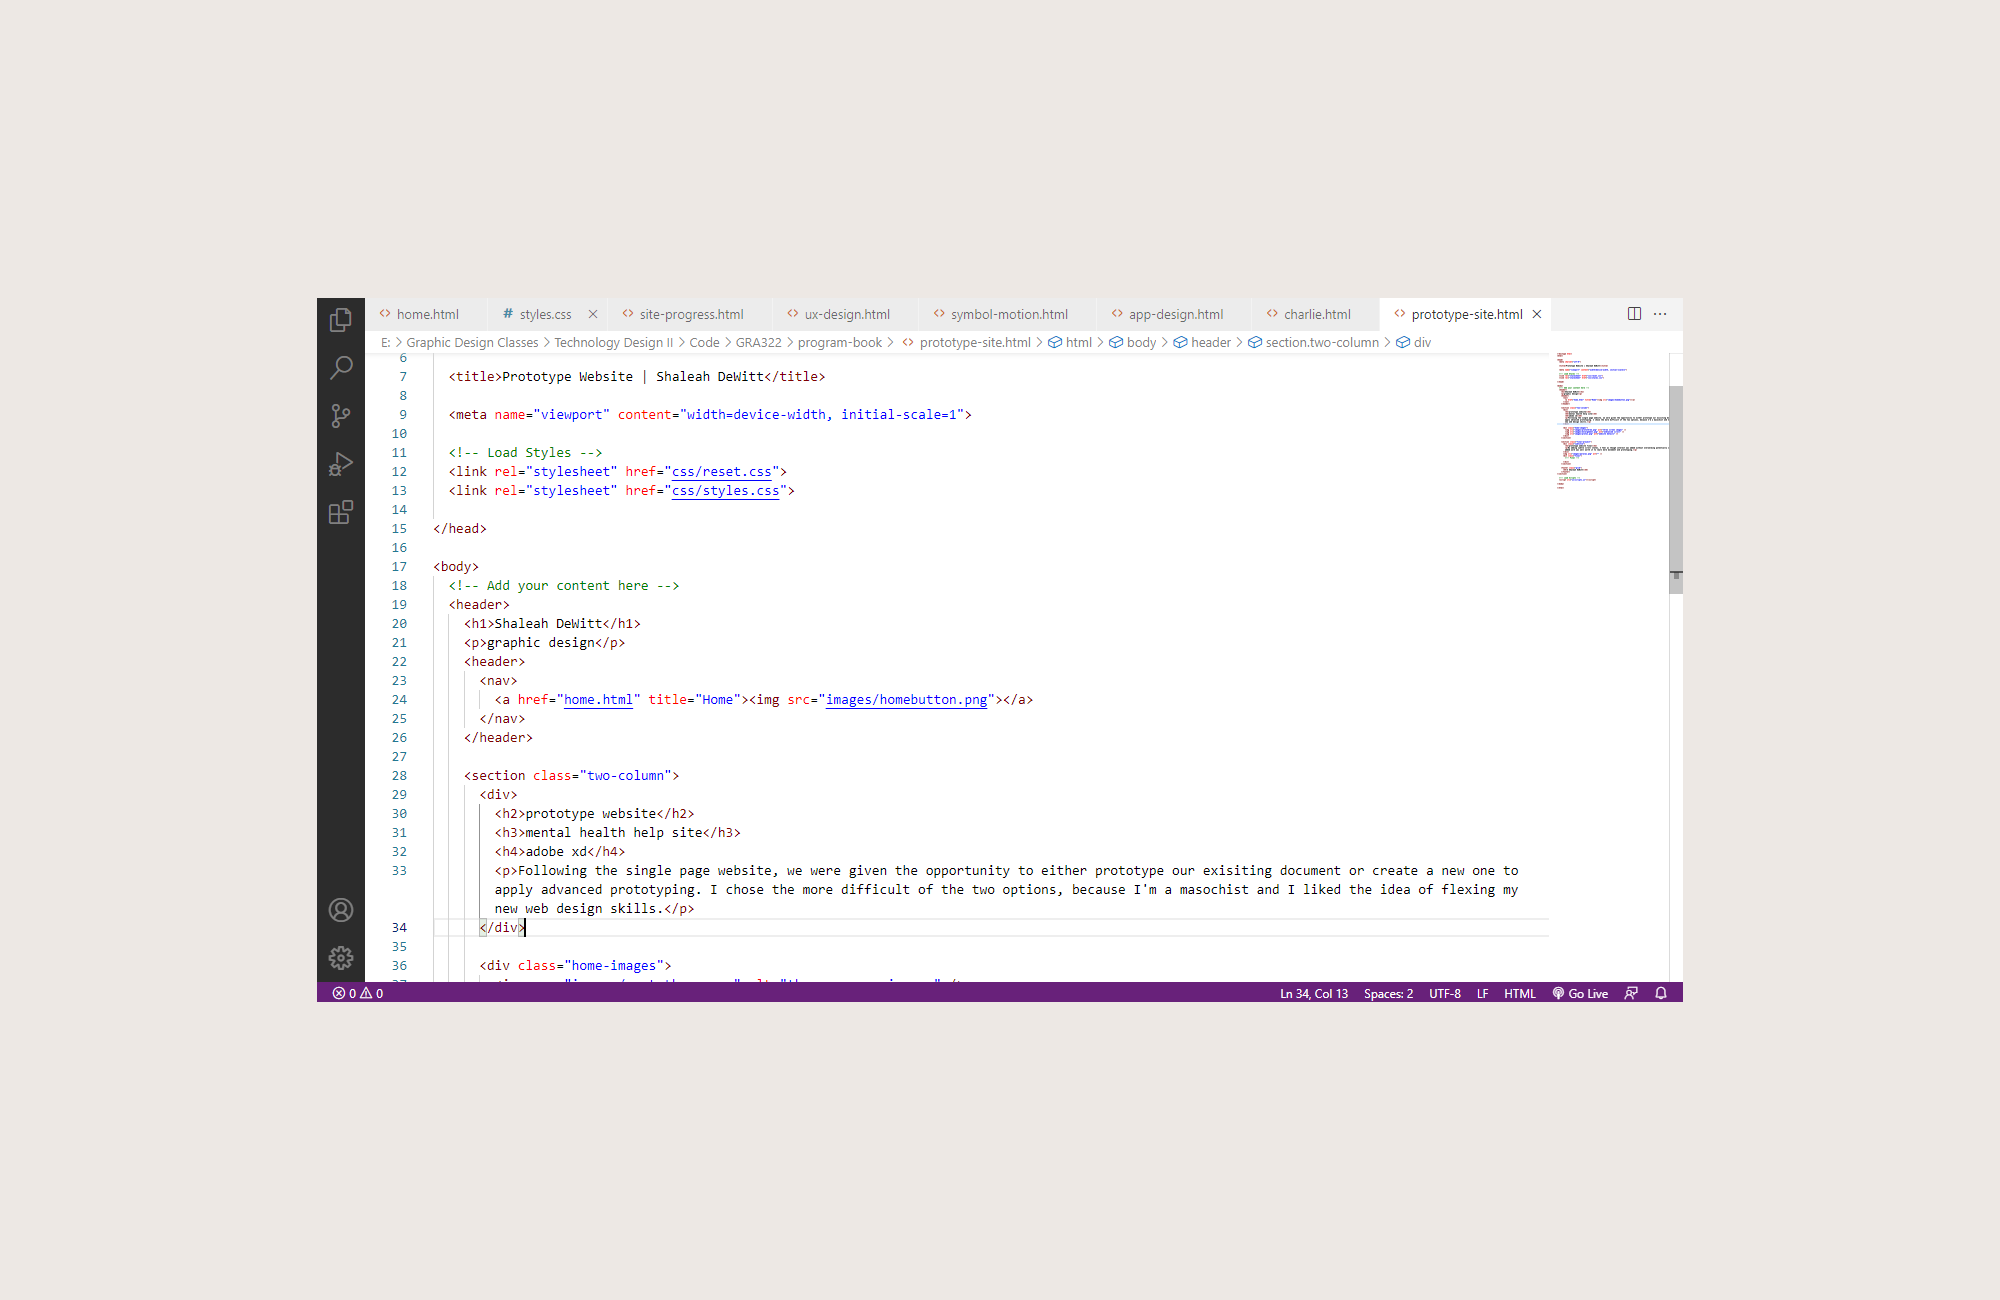 home.html # styles.css site-progress.html ux-design.html symbol-motion.html app-design.html charlie.html prototype-site.html
E: > Graphic Design Classes > Technology Design II > Code > GRA322 > program-book > prototype-site.html > html > body > header > section.two-column > div
6
7 <title>Prototype Website | Shaleah DeWitt</title>
8
9 <meta name="viewport" content="width=device-width, initial-scale=1">
10
11 <!-- Load Styles -->
12 <link rel="stylesheet" href="css/reset.css">
13 <link rel="stylesheet" href="css/styles.css">
14
15 </head>
16
17 <body>
18 <!-- Add your content here -->
19 <header>
20 <h1>Shaleah DeWitt</h1>
21 <p>graphic design</p>
22 <header>
23 <nav>
24 <a href="home.html" title="Home"><img src="images/homebutton.png"></a>
25 </nav>
26 </header>
27
28 <section class="two-column">
29 <div>
30 <h2>prototype website</h2>
31 <h3>mental health help site</h3>
32 <h4>adobe xd</h4>
33 <p>Following the single page website, we were given the opportunity to either prototype our exisiting document or create a new one to
apply advanced prototyping. I chose the more difficult of the two options, because I'm a masochist and I liked the idea of flexing my
new web design skills.</p>
34 </div>
35
36 <div class="home-images">
0 0 Ln 34, Col 13 Spaces: 2 UTF-8 LF HTML Go Live